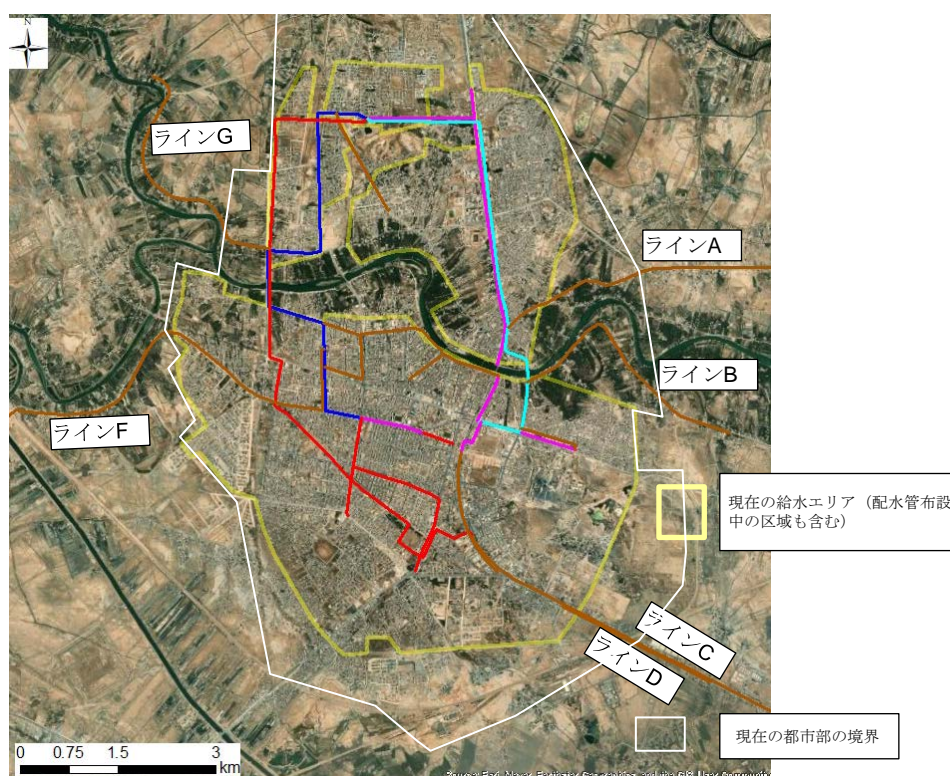 N
ラインG
ラインA
ラインB
ラインF
現在の給水エリア（配水管布設
中の区域も含む）
ラインC
ラインD
現在の都市部の境界
0 0.75 1.5 3
km